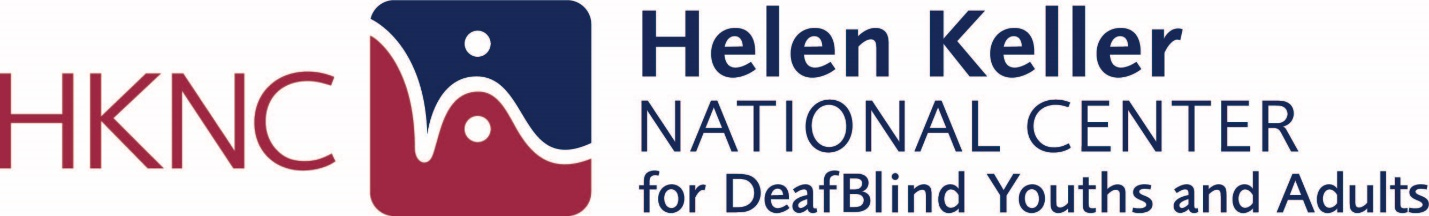 HKNC
Helen Keller
NATIONAL CENTER
for DeafBlind Youths and Adults